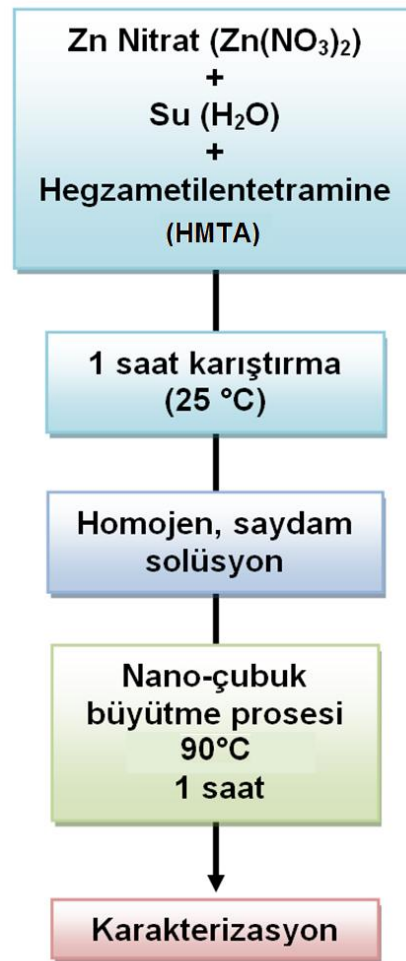 Zn Nitrat (Zn(NO₃)₂)
+
Su (H₂O)
+
Hegzametilentetramine
(HMTA)
1 saat karıştırma
(25 °C)
Homojen, saydam
solüsyon
Nano-çubuk
büyütme prosesi
90°C
1 saat
Karakterizasyon